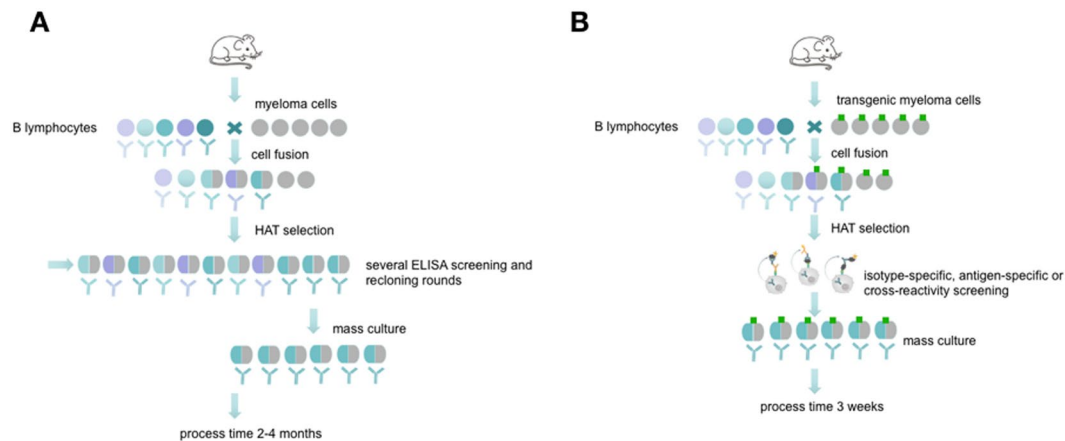 A
myeloma cells
B lymphocytes
cell fusion
HAT selection
several ELISA screening and
recloning rounds
mass culture
process time 2-4 months
B
transgenic myeloma cells
B lymphocytes
cell fusion
HAT selection
isotype-specific, antigen-specific or
cross-reactivity screening
mass culture
process time 3 weeks